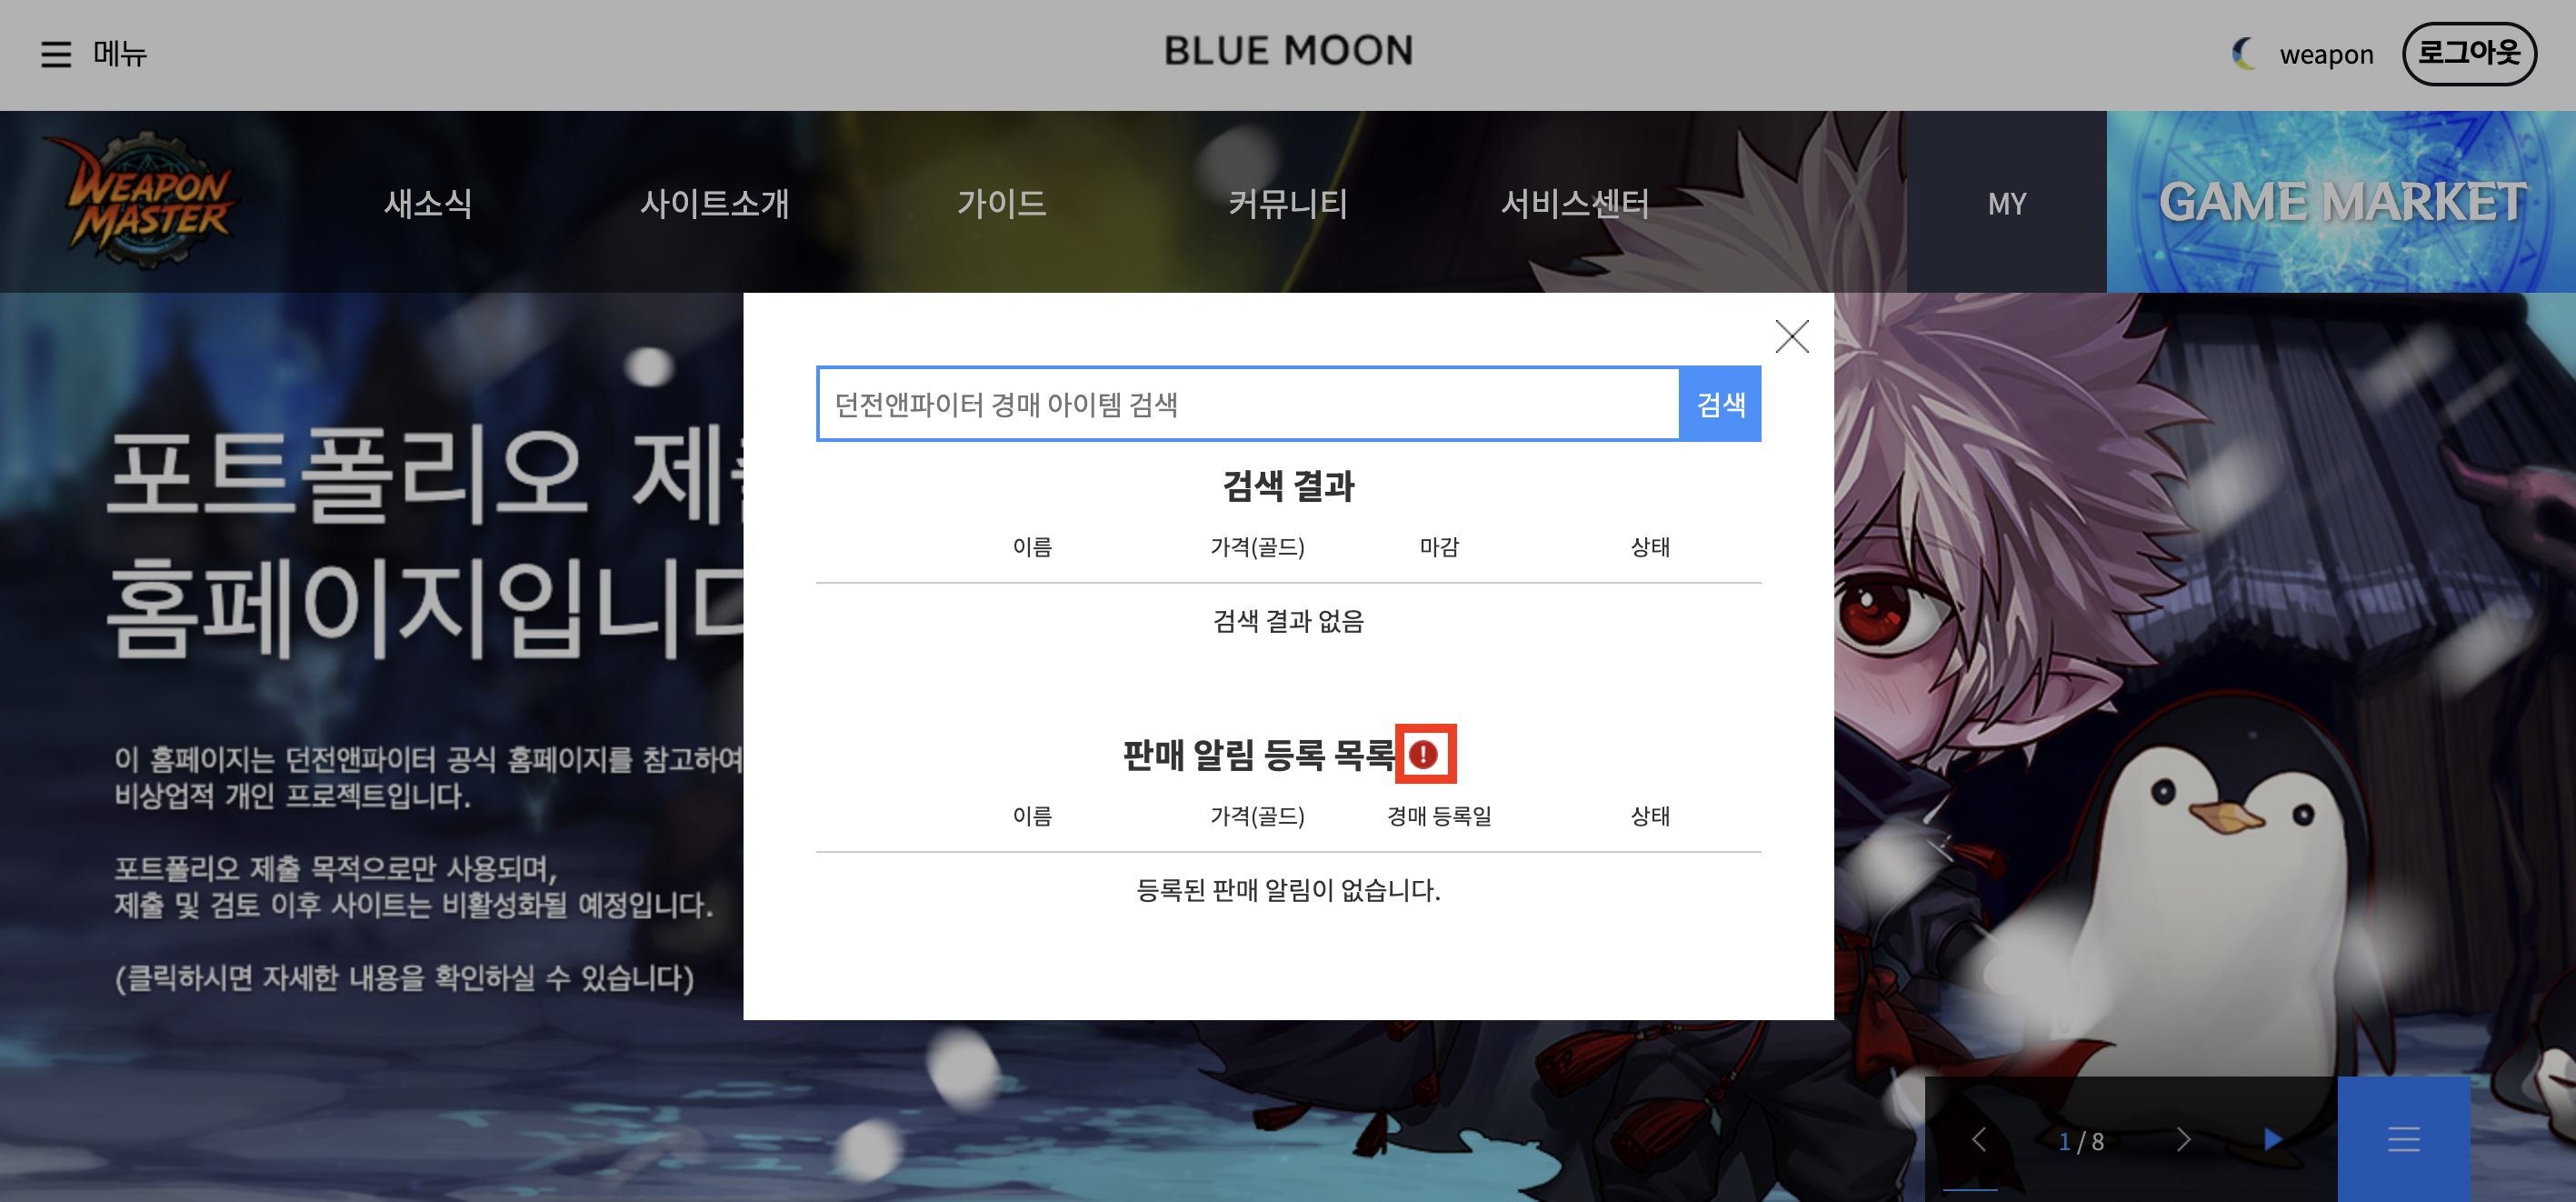 메뉴
BLUE MOON
weapon
로그아웃
WEAPON
MASTER
새소식
사이트소개
가이드
커뮤니티
서비스센터
MY
GAME MARKET
던전앤파이터 경매 아이템 검색
검색
검색 결과
이름 가격(골드) 마감 상태
검색 결과 없음
판매 알림 등록 목록
이름 가격(골드) 경매 등록일 상태
등록된 판매 알림이 없습니다.
포트폴리오
홈페이지입니
이 홈페이지는 던전앤파이터 공식 홈페이지를 참고하여
비상업적 개인 프로젝트입니다.
포트폴리오 제출 목적으로만 사용되며,
제출 및 검토 이후 사이트는 비활성화될 예정입니다.
(클릭하시면 자세한 내용을 확인하실 수 있습니다)
1 / 8